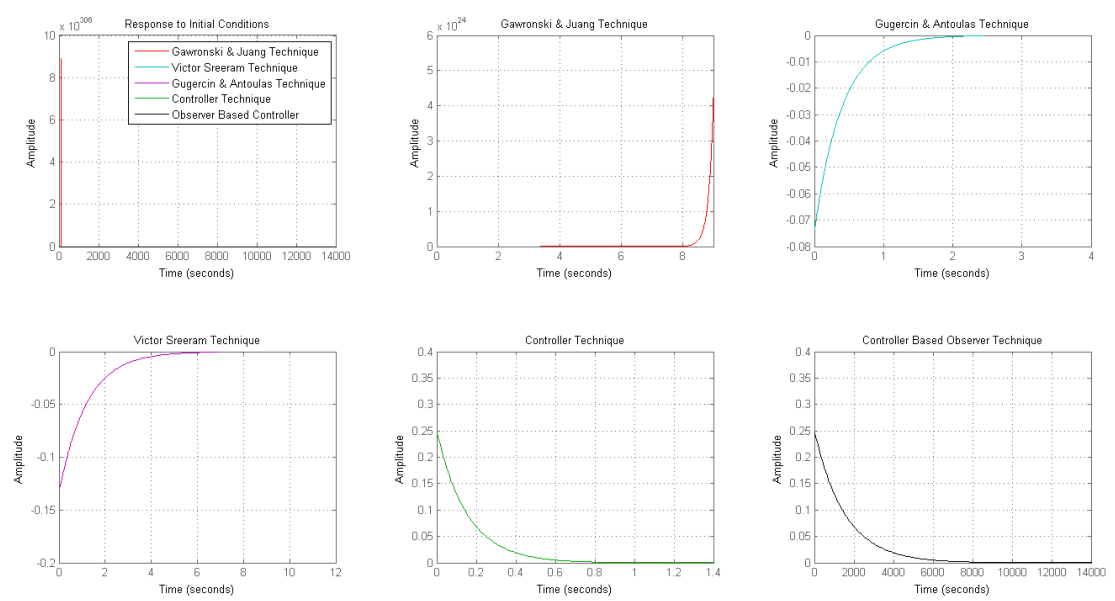 Response to Initial Conditions
x 10^306
10
8
6
4
2
0
Amplitude
Gawronski & Juang Technique
Victor Sreeram Technique
Gugercin & Antoulas Technique
Controller Technique
Observer Based Controller
0 2000 4000 6000 8000 10000 12000 14000
Time (seconds)
Gawronski & Juang Technique
x 10^24
6
5
4
3
2
1
0
Amplitude
0 2 4 6 8
Time (seconds)
Gugercin & Antoulas Technique
0
-0.01
-0.02
-0.03
-0.04
-0.05
-0.06
-0.07
-0.08
Amplitude
0 1 2 3 4
Time (seconds)
Victor Sreeram Technique
0
-0.05
-0.1
-0.15
-0.2
Amplitude
0 2 4 6 8 10 12
Time (seconds)
Controller Technique
0.4
0.35
0.3
0.25
0.2
0.15
0.1
0.05
0
Amplitude
0 0.2 0.4 0.6 0.8 1 1.2 1.4
Time (seconds)
Controller Based Observer Technique
0.4
0.35
0.3
0.25
0.2
0.15
0.1
0.05
0
Amplitude
0 2000 4000 6000 8000 10000 12000 14000
Time (seconds)